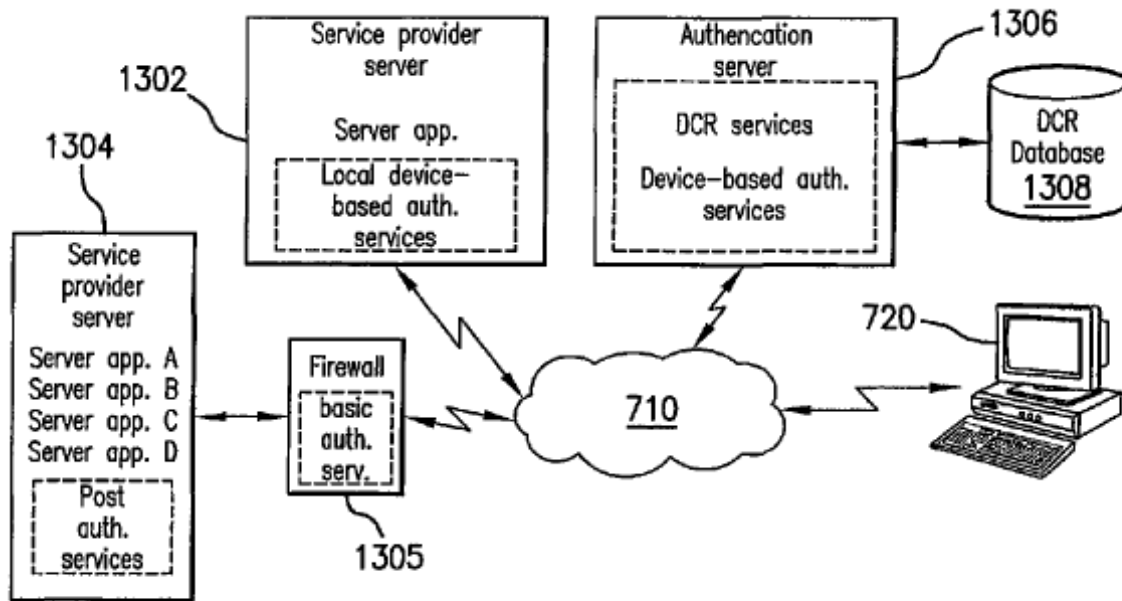 1302
Service provider
server
Server app.
Local device-
based auth.
services
Authencation
server
DCR services
Device-based auth.
services
1306
DCR
Database
1308
1304
Service
provider
server
Server app. A
Server app. B
Server app. C
Server app. D
Post
auth.
services
Firewall
basic
auth.
serv.
1305
710
720